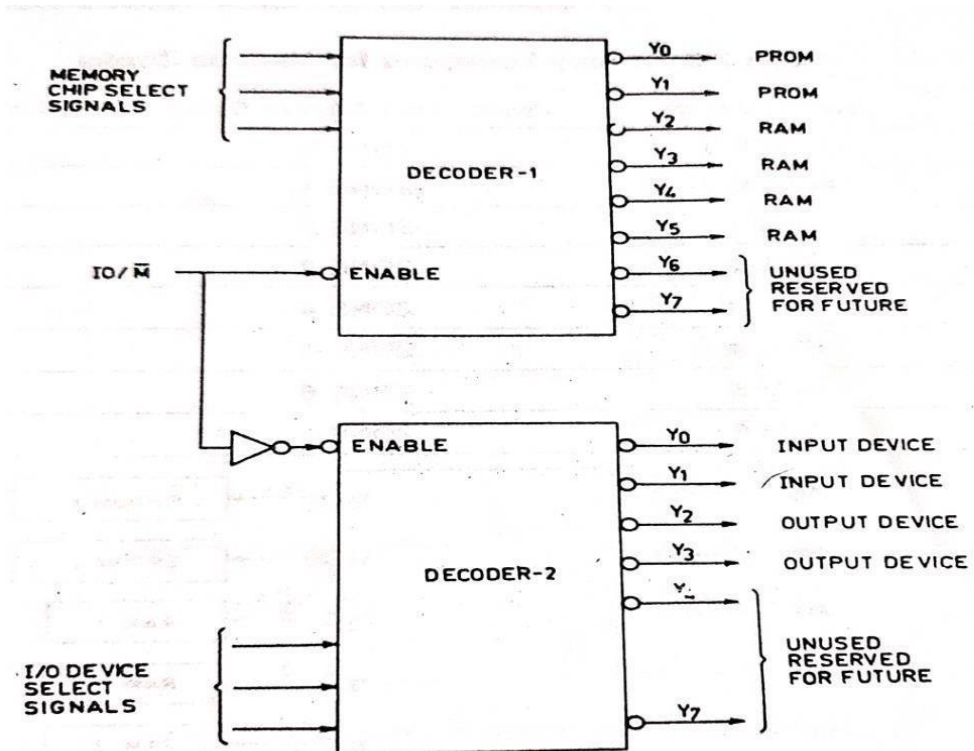 MEMORY
CHIP SELECT
SIGNALS
DECODER-1
IO/M̅
ENABLE
Y0 PROM
Y1 PROM
Y2 RAM
Y3 RAM
Y4 RAM
Y5 RAM
Y6
Y7
UNUSED
RESERVED
FOR FUTURE
ENABLE
DECODER-2
I/O DEVICE
SELECT
SIGNALS
Y0 INPUT DEVICE
Y1 INPUT DEVICE
Y2 OUTPUT DEVICE
Y3 OUTPUT DEVICE
Y7
UNUSED
RESERVED
FOR FUTURE